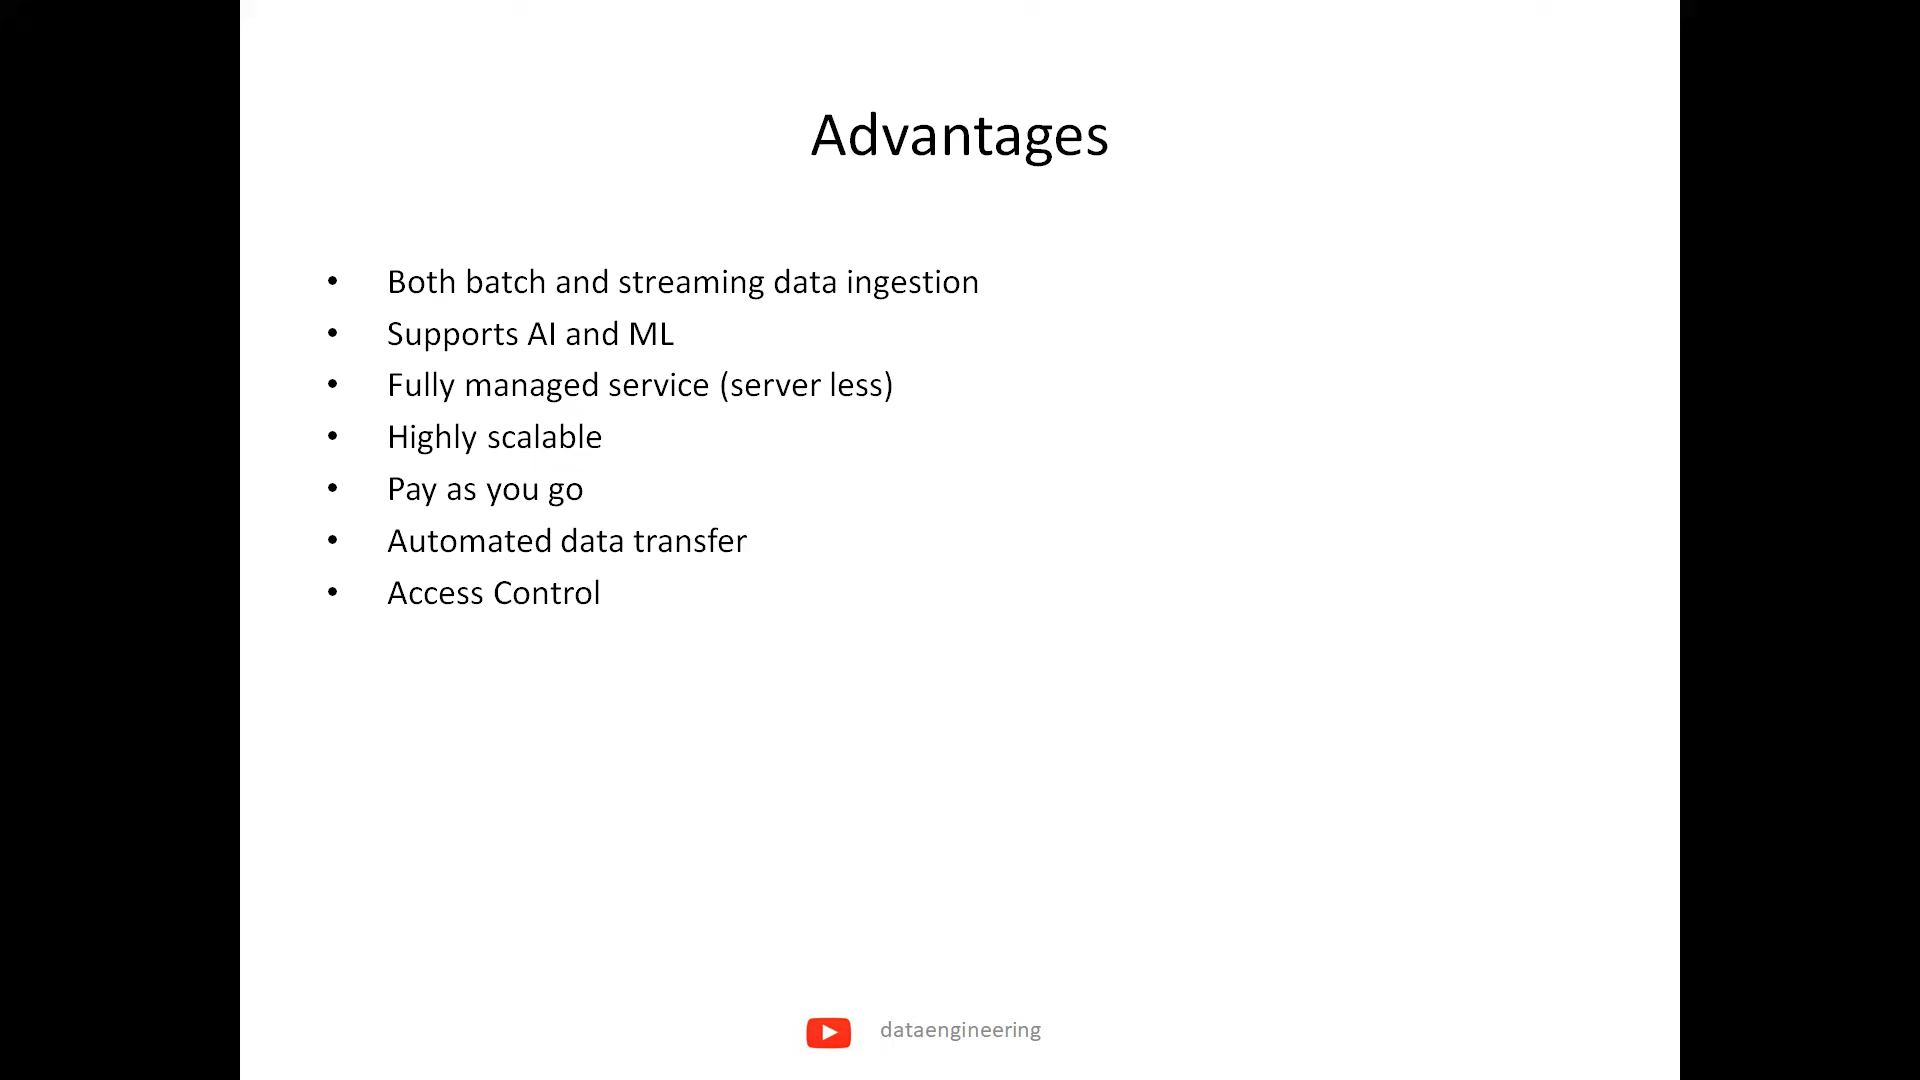 Advantages
• Both batch and streaming data ingestion
• Supports AI and ML
• Fully managed service (server less)
• Highly scalable
• Pay as you go
• Automated data transfer
• Access Control
dataengineering